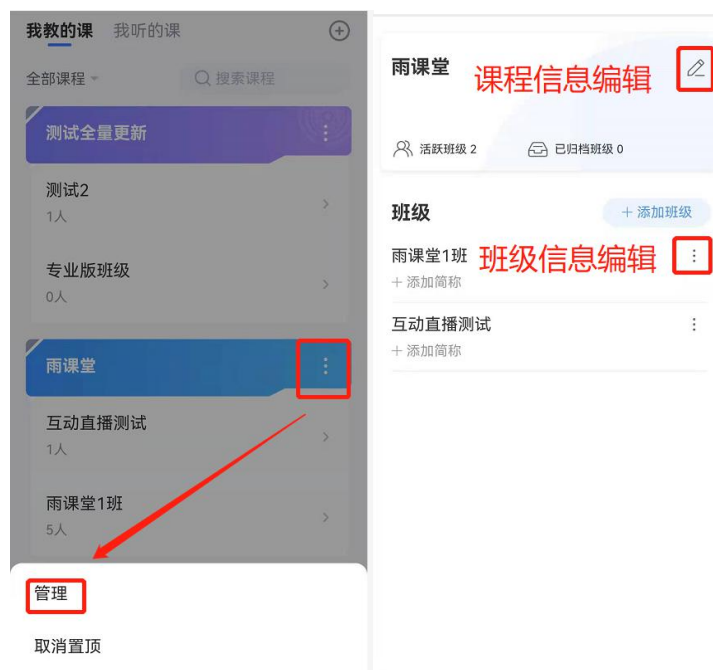 我教的课 我听的课
全部课程 搜索课程
测试全量更新
测试2
1人
专业版班级
0人
雨课堂
互动直播测试
1人
雨课堂1班
5人
管理
取消置顶
雨课堂 课程信息编辑
活跃班级 2 已归档班级 0
班级 + 添加班级
雨课堂1班 班级信息编辑
+ 添加简称
互动直播测试
+ 添加简称